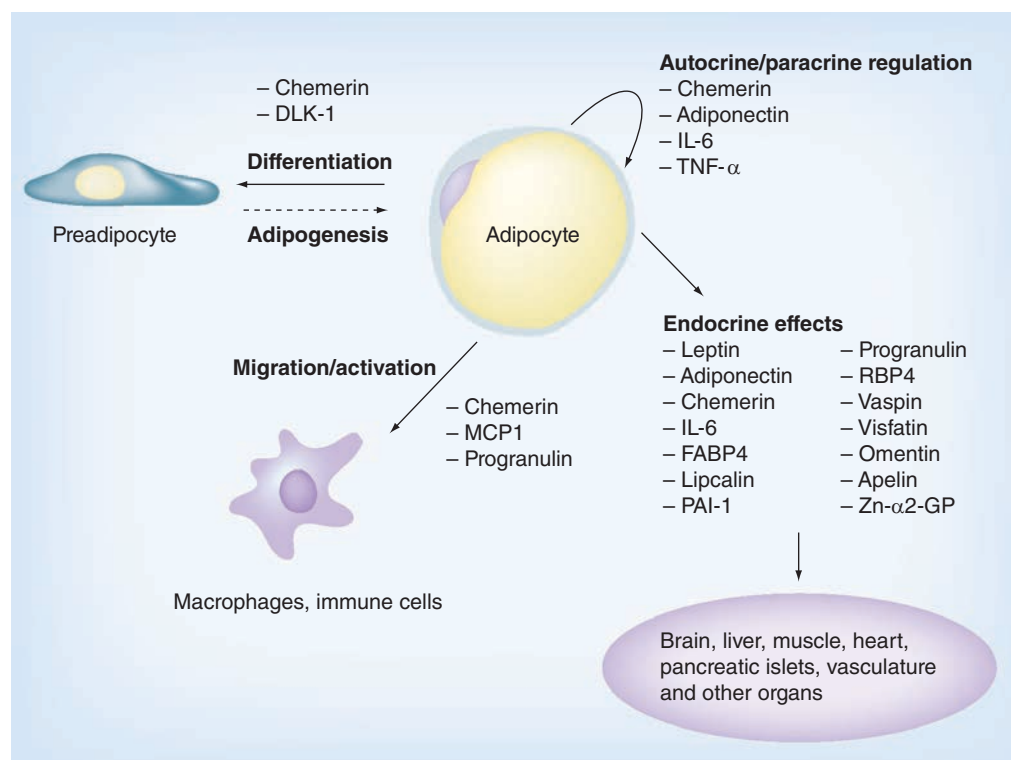 – Chemerin
– DLK-1
Differentiation
Adipogenesis
Preadipocyte
Adipocyte
Autocrine/paracrine regulation
– Chemerin
– Adiponectin
– IL-6
– TNF-α
Migration/activation
– Chemerin
– MCP1
– Progranulin
Macrophages, immune cells
Endocrine effects
– Leptin
– Adiponectin
– Chemerin
– IL-6
– FABP4
– Lipcalin
– PAI-1
– Progranulin
– RBP4
– Vaspin
– Visfatin
– Omentin
– Apelin
– Zn-α2-GP
Brain, liver, muscle, heart,
pancreatic islets, vasculature
and other organs